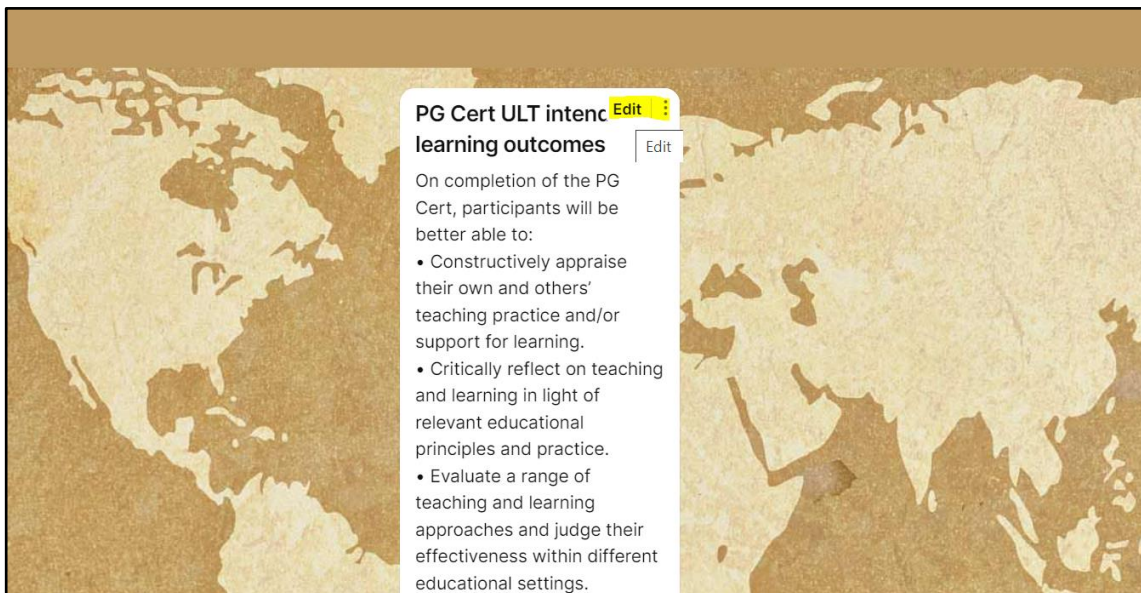 PG Cert ULT intenc Edit
learning outcomes
Edit
On completion of the PG
Cert, participants will be
better able to:
• Constructively appraise
their own and others’
teaching practice and/or
support for learning.
• Critically reflect on teaching
and learning in light of
relevant educational
principles and practice.
• Evaluate a range of
teaching and learning
approaches and judge their
effectiveness within different
educational settings.